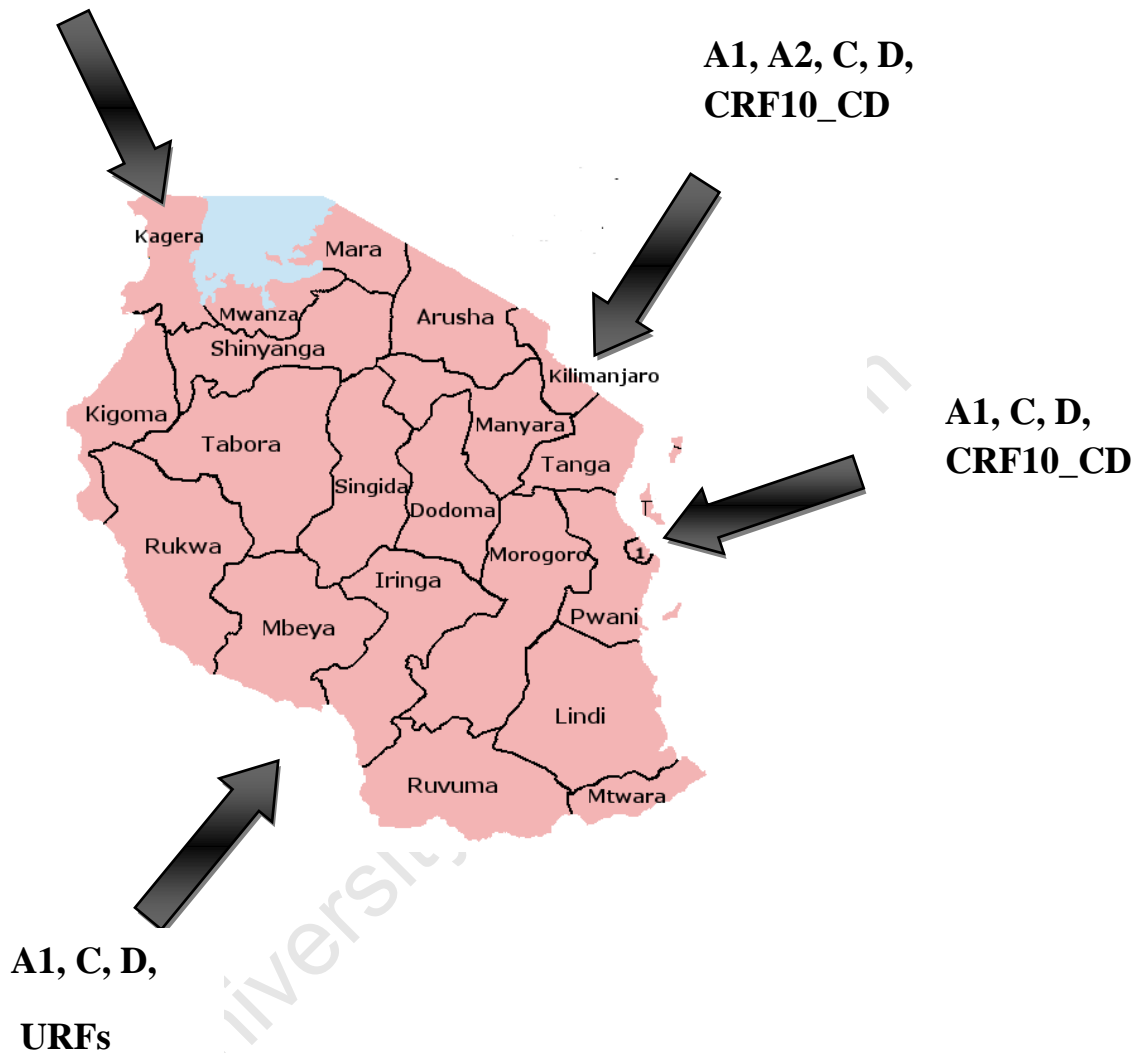 A1, A2, C, D,
CRF10_CD
Kagera
Mara
Mwanza
Arusha
Shinyanga
Kilimanjaro
Kigoma
Manyara
A1, C, D,
CRF10_CD
Tabora
Tanga
Singida
Dodoma
T
Rukwa
Morogoro
1
Iringa
Mbeya
Pwani
Lindi
Ruvuma
Mtwara
A1, C, D,
URFs